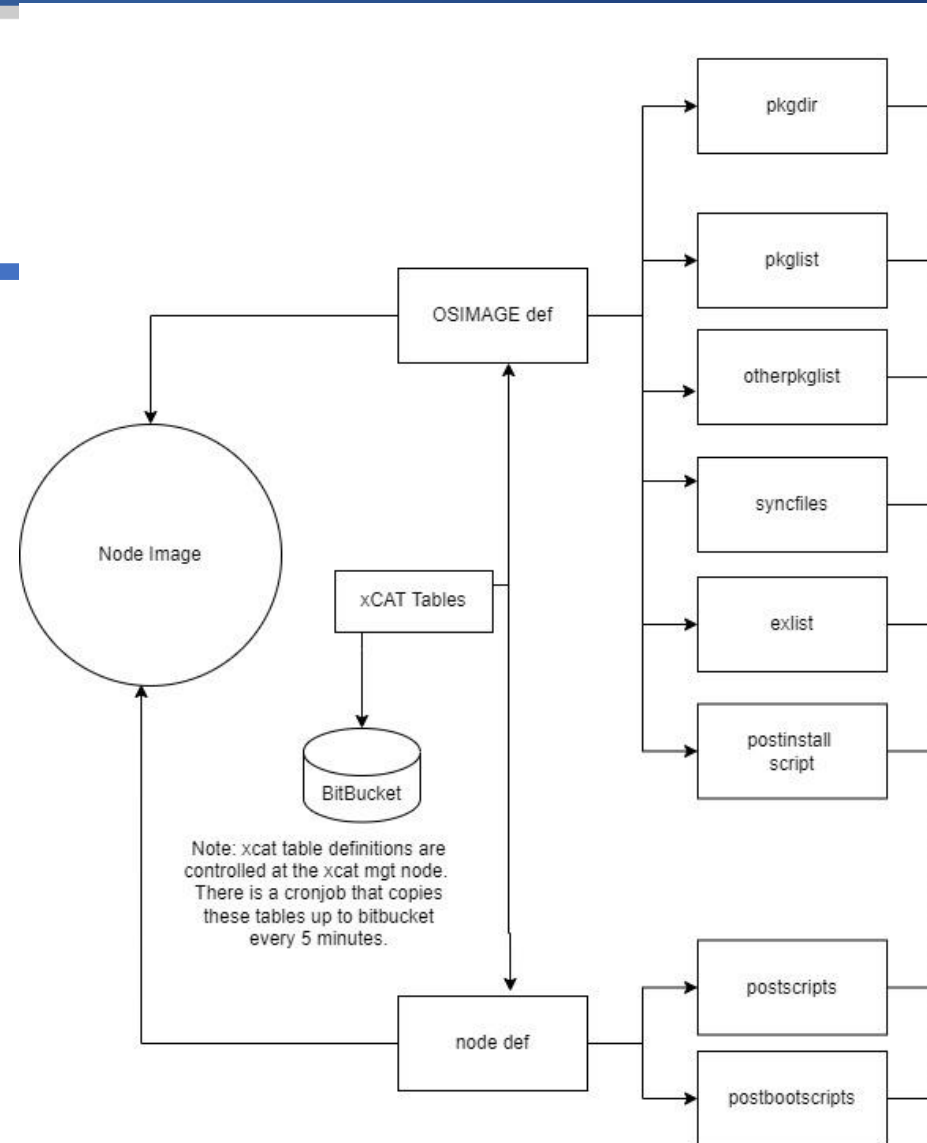 pkgdir
pkglist
OSIMAGE def
otherpkglist
syncfiles
Node Image
xCAT Tables
exlist
postinstall
script
BitBucket
Note: xcat table definitions are
controlled at the xcat mgt node.
There is a cronjob that copies
these tables up to bitbucket
every 5 minutes.
postscripts
node def
postbootscripts